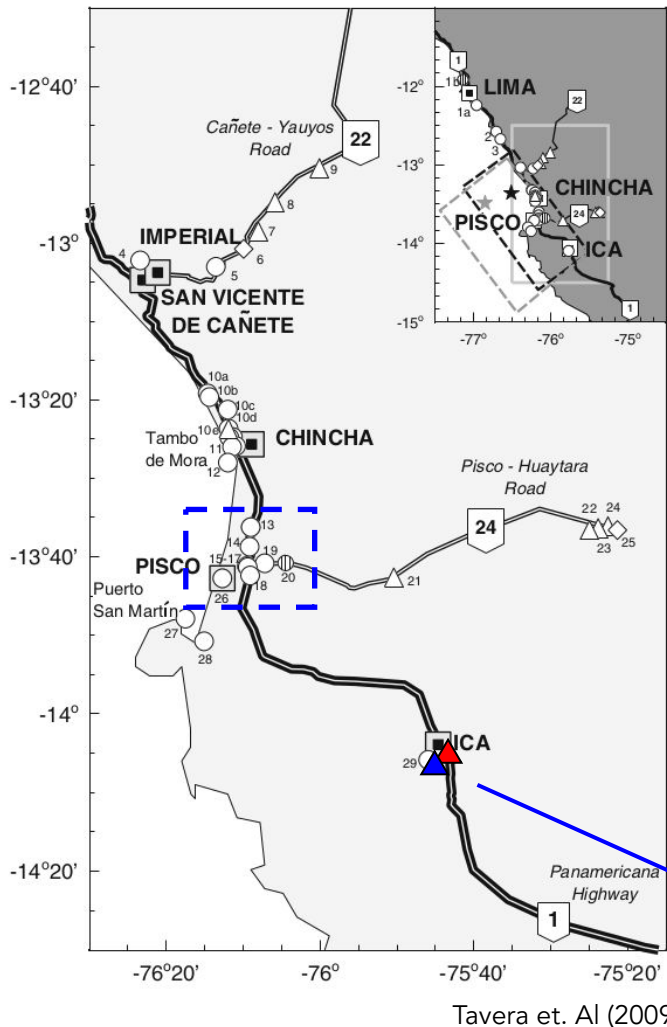 -12°40'
-13°
-13°20'
-13°40'
-14°
-14°20'
-76°20'
-76°
-75°40'
-75°20'
Cañete - Yauyos
Road
22
9
8
7
6
5
4
IMPERIAL
SAN VICENTE
DE CAÑETE
10a
10b
10c
10d
10e
11
12
Tambo
de Mora
CHINCHA
Pisco - Huaytara
Road
24
13
14
15-17
18
19
20
21
22
24
23
25
PISCO
26
Puerto
San Martín
27
28
29
ICA
Panamericana
Highway
1
1
1b
LIMA
1a
2
3
22
CHINCHA
24
PISCO
ICA
1
-12°
-13°
-14°
-15°
-77°
-76°
-75°
Tavera et. Al (2009